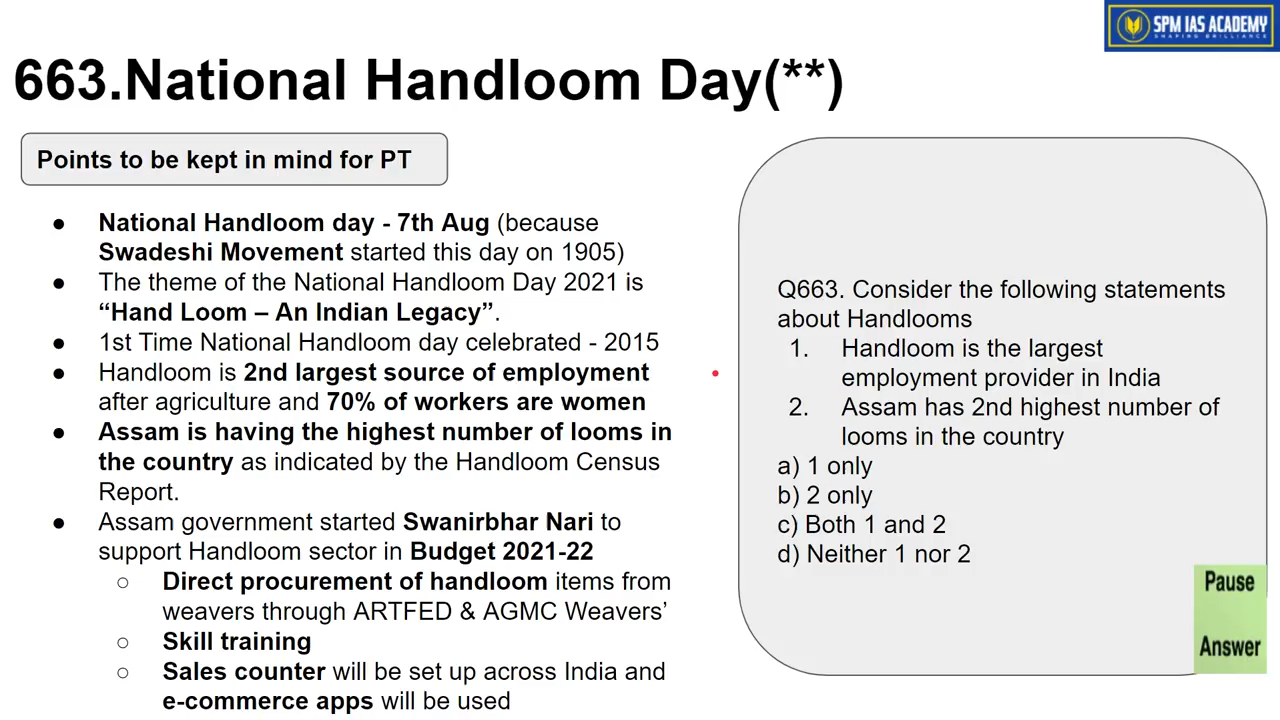 SPM IAS ACADEMY
SHAPING BRILLIANCE
663.National Handloom Day(**)
Points to be kept in mind for PT
● National Handloom day - 7th Aug (because
Swadeshi Movement started this day on 1905)
● The theme of the National Handloom Day 2021 is
“Hand Loom – An Indian Legacy”.
● 1st Time National Handloom day celebrated - 2015
● Handloom is 2nd largest source of employment
after agriculture and 70% of workers are women
● Assam is having the highest number of looms in
the country as indicated by the Handloom Census
Report.
● Assam government started Swanirbhar Nari to
support Handloom sector in Budget 2021-22
○ Direct procurement of handloom items from
weavers through ARTFED & AGMC Weavers’
○ Skill training
○ Sales counter will be set up across India and
e-commerce apps will be used
Q663. Consider the following statements
about Handlooms
1. Handloom is the largest
employment provider in India
2. Assam has 2nd highest number of
looms in the country
a) 1 only
b) 2 only
c) Both 1 and 2
d) Neither 1 nor 2
Pause
Answer